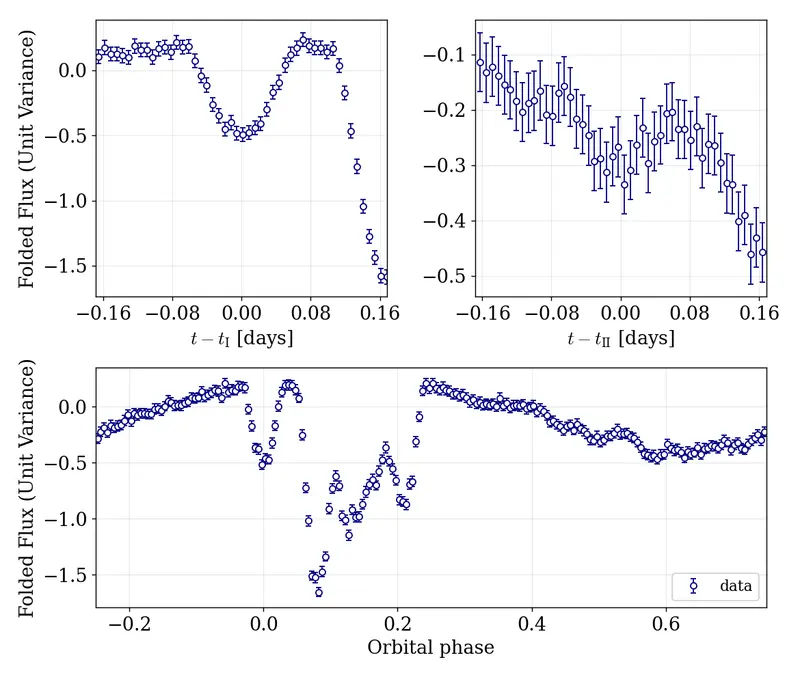 Folded Flux (Unit Variance)
0.0
−0.5
−1.0
−1.5
−0.16 −0.08 0.00 0.08 0.16
t − tI [days]
−0.1
−0.2
−0.3
−0.4
−0.5
−0.16 −0.08 0.00 0.08 0.16
t − tII [days]
Folded Flux (Unit Variance)
0.0
−0.5
−1.0
−1.5
−0.2 0.0 0.2 0.4 0.6
Orbital phase
data